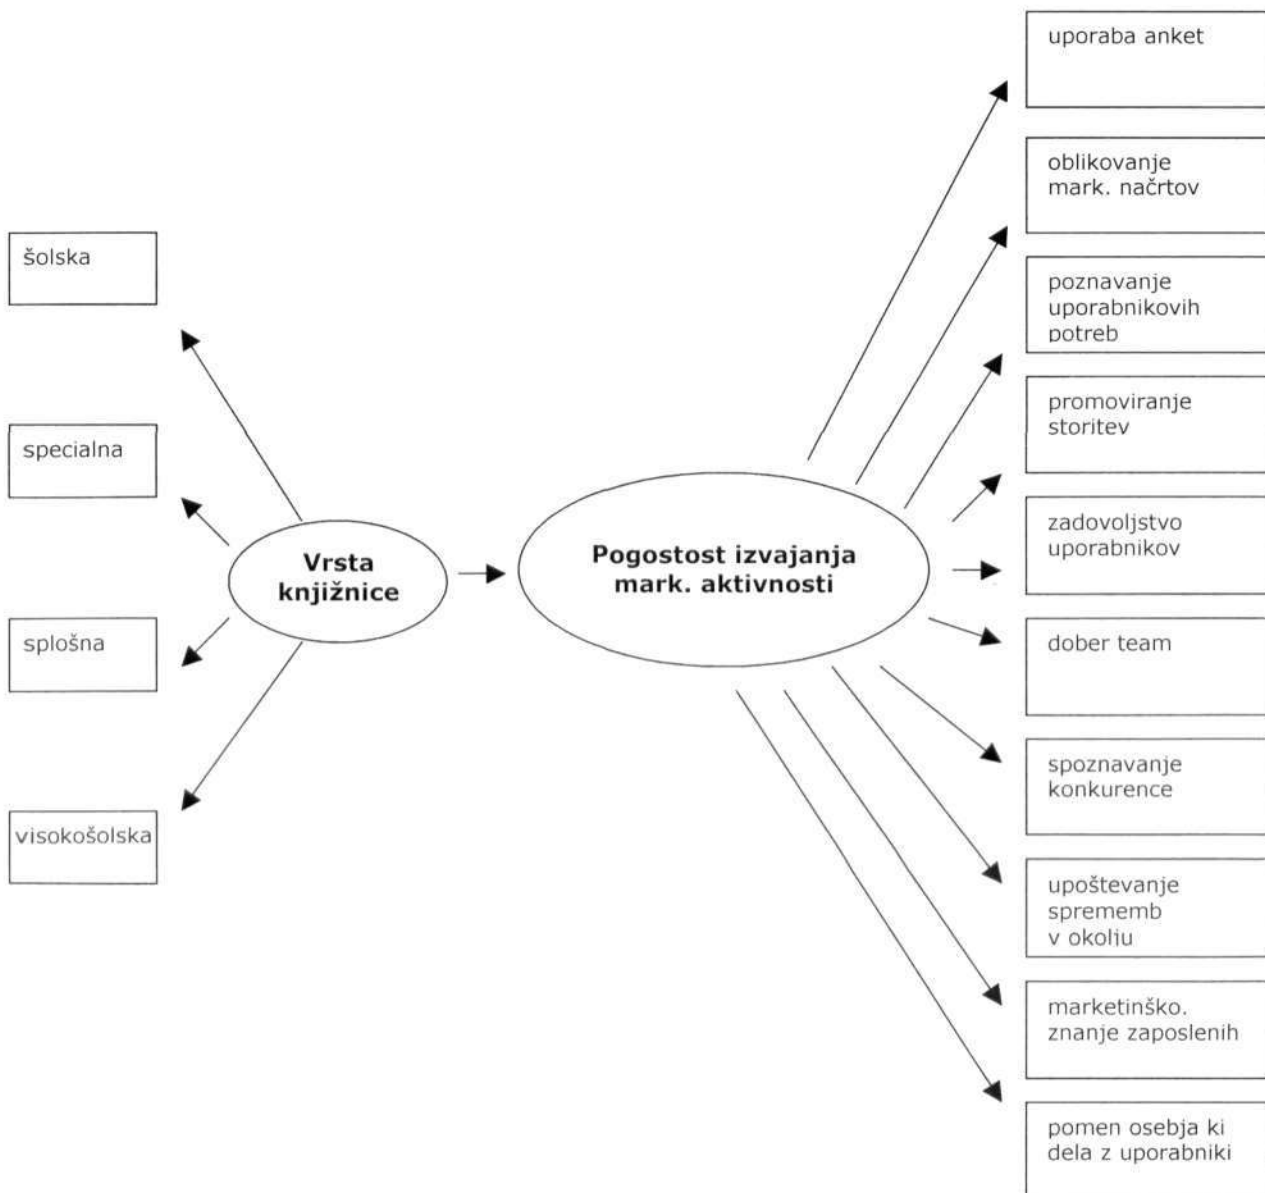 šolska
specialna
splošna
visokošolska
Vrsta
knjižnice
Pogostost izvajanja
mark. aktivnosti
uporaba anket
oblikovanje
mark. načrtov
poznavanje
uporabnikovih
potreb
promoviranje
storitev
zadovoljstvo
uporabnikov
dober team
spoznavanje
konkurence
upoštevanje
sprememb
v okolju
marketinško.
znanje zaposlenih
pomen osebja ki
dela z uporabniki